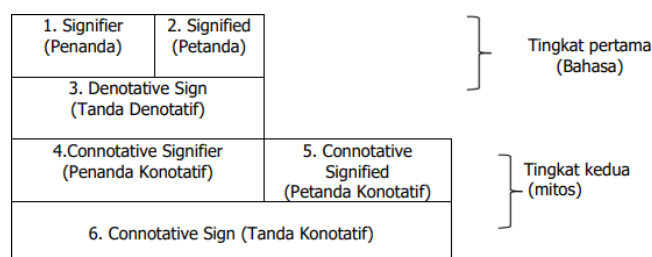 1. Signifier
(Penanda)
2. Signified
(Petanda)
Tingkat pertama
(Bahasa)
3. Denotative Sign
(Tanda Denotatif)
4.Connotative Signifier
(Penanda Konotatif)
5. Connotative
Signified
(Petanda Konotatif)
Tingkat kedua
(mitos)
6. Connotative Sign (Tanda Konotatif)